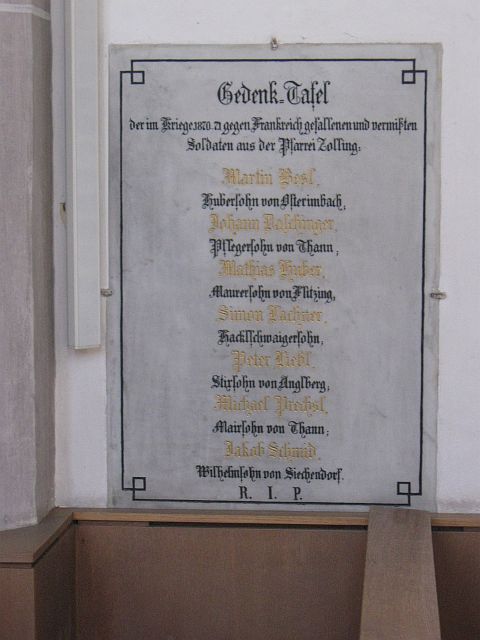 Gedenk-Tafel
der im Kriege 1870.71 gegen Frankreich gefallenen und vermißten
Soldaten aus der Pfarrei Zolling:
Martin Besl,
Hubersohn von Osterimbach;
Johann Daschinger,
Pflegersohn von Thann;
Mathias Huber,
Maurersohn von Flitzing,
Simon Lachner,
Hacklschwaigersohn,
Peter Liebl,
Stixsohn von Anglberg;
Michael Piechsl,
Mairsohn von Thann;
Jakob Schmid,
Wilhelmsohn von Siechendorf.
R. I. P.